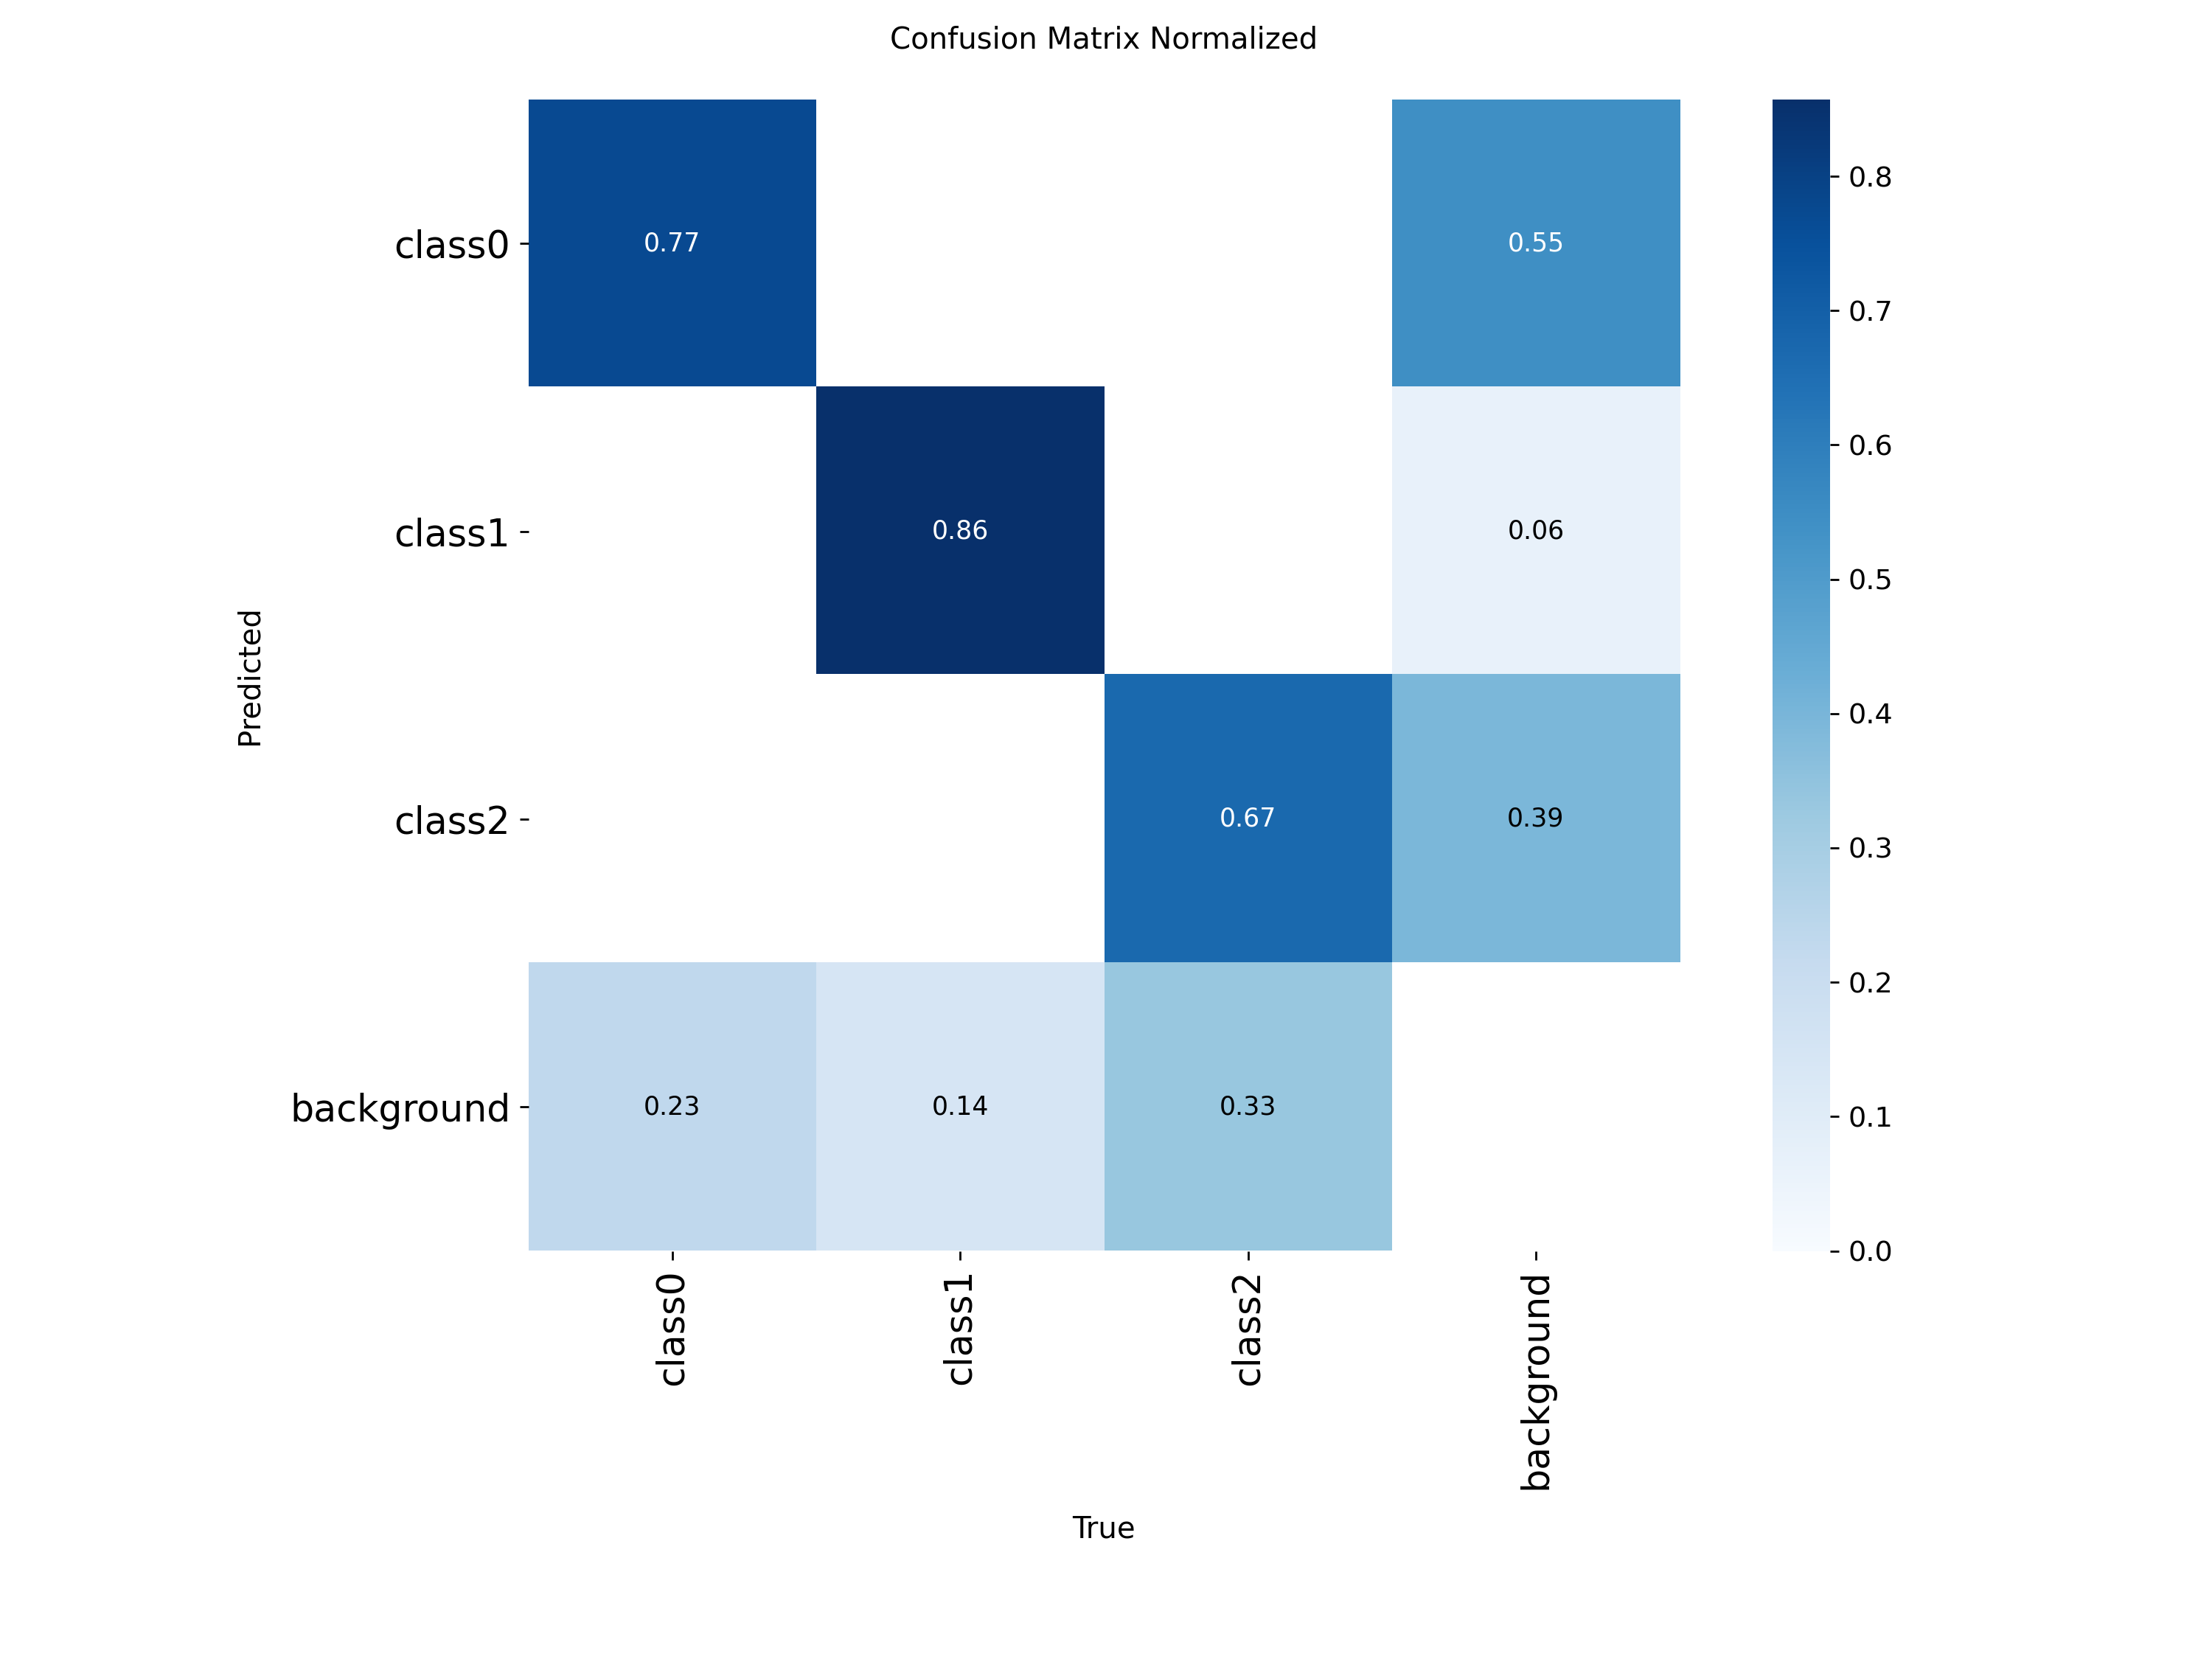 Confusion Matrix Normalized
Predicted
class0
0.77
0.55
class1
0.86
0.06
class2
0.67
0.39
background
0.23
0.14
0.33
class0
class1
class2
background
True
0.8
0.7
0.6
0.5
0.4
0.3
0.2
0.1
0.0